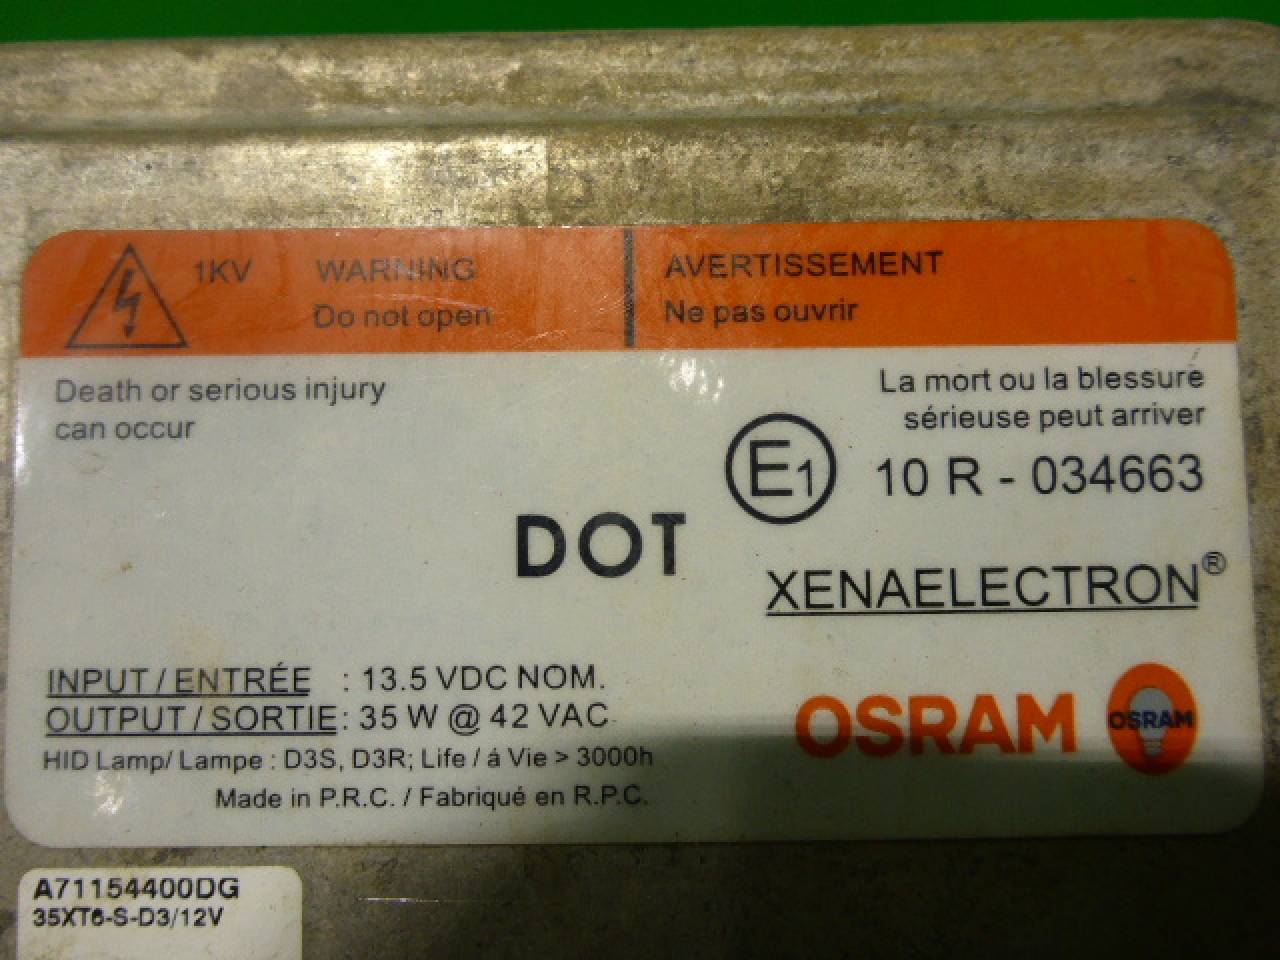 1KV WARNING AVERTISSEMENT
Do not open Ne pas ouvrir
Death or serious injury
can occur
La mort ou la blessure
sérieuse peut arriver
E1 10 R - 034663
DOT
XENAELECTRON®
INPUT / ENTRÉE : 13.5 VDC NOM.
OUTPUT / SORTIE : 35 W @ 42 VAC
HID Lamp/ Lampe : D3S, D3R; Life / á Vie > 3000h
Made in P.R.C. / Fabriqué en R.P.C.
OSRAM OSRAM
A71154400DG
35XT6-S-D3/12V